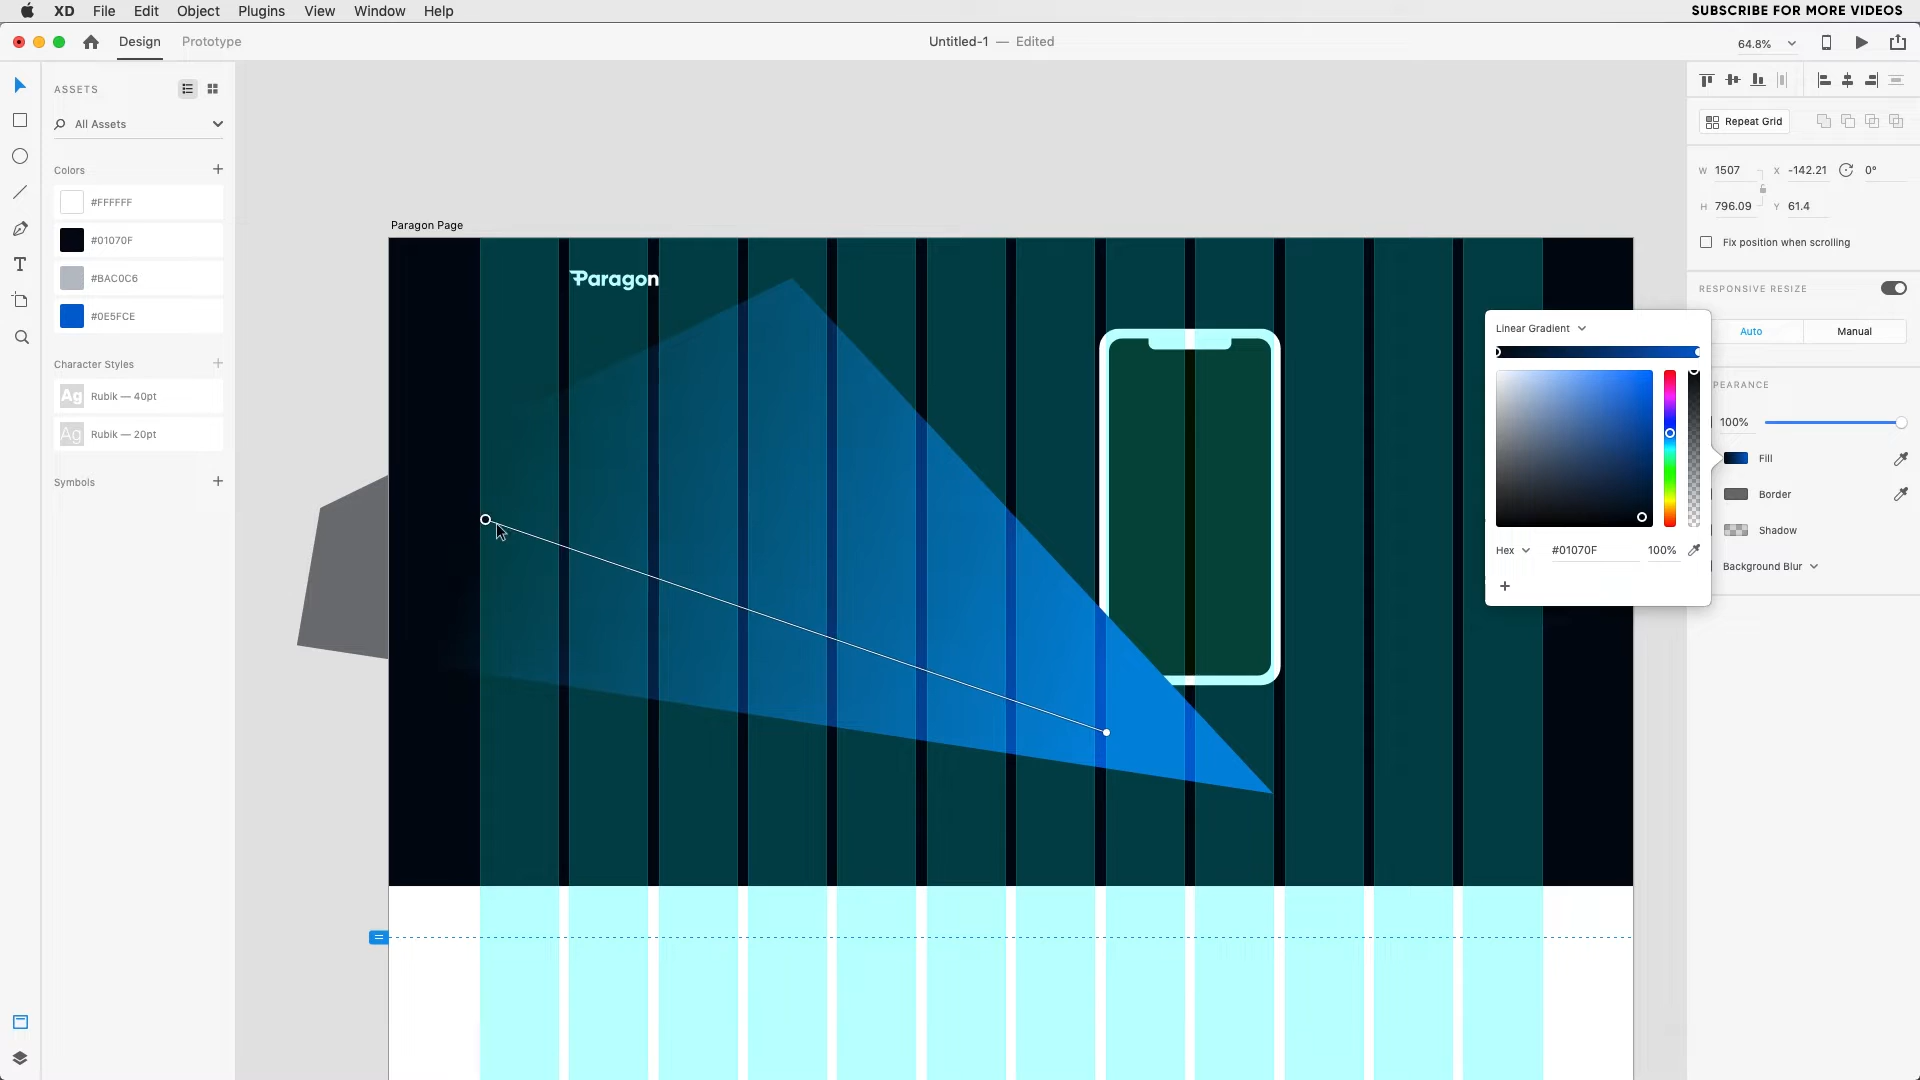 XD File Edit Object Plugins View Window Help
SUBSCRIBE FOR MORE VIDEOS
Design Prototype
Untitled-1 — Edited
64.8%
ASSETS
All Assets
Colors
#FFFFFF
#01070F
#BAC0C6
#0E5FCE
Character Styles
Ag Rubik — 40pt
Ag Rubik — 20pt
Symbols
Paragon Page
Paragon
Repeat Grid
W 1507 X -142.21 0°
H 796.09 Y 61.4
Fix position when scrolling
RESPONSIVE RESIZE
Auto Manual
PEARANCE
100%
Fill
Border
Shadow
Background Blur
Linear Gradient
Hex #01070F 100%